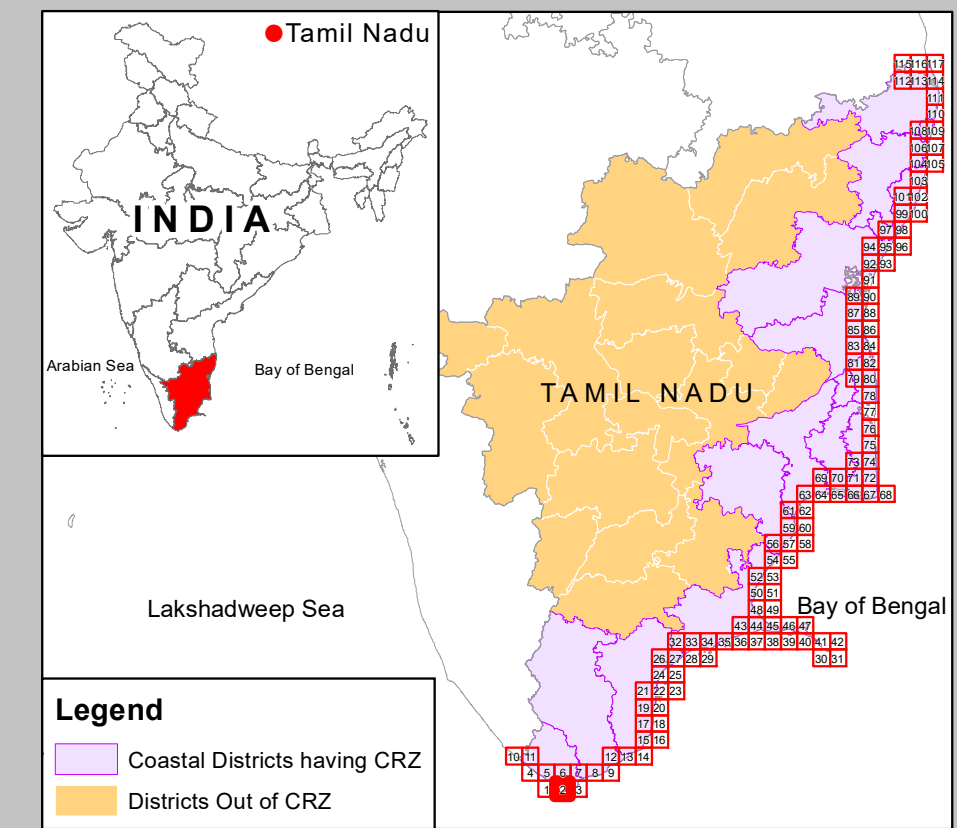 Tamil Nadu
INDIA
Arabian Sea
Bay of Bengal
115 116 117
112 113 114
111
110
108 109
106 107
104 105
103
101 102
99 100
97 98
94 95 96
92 93
91
89 90
87 88
85 86
83 84
81 82
TAMIL NADU
79 80
78
77
76
75
73 74
69 70 71 72
63 64 65 66 67 68
61 62
59 60
56 57 58
54 55
52 53
50 51
48 49
Lakshadweep Sea
Bay of Bengal
43 44 45 46 47
32 33 34 35 36 37 38 39 40 41 42
26 27 28 29 30 31
24 25
21 22 23
19 20
17 18
15 16
10 11 12 13 14
4 5 6 7 8 9
1 2 3
Legend
Coastal Districts having CRZ
Districts Out of CRZ